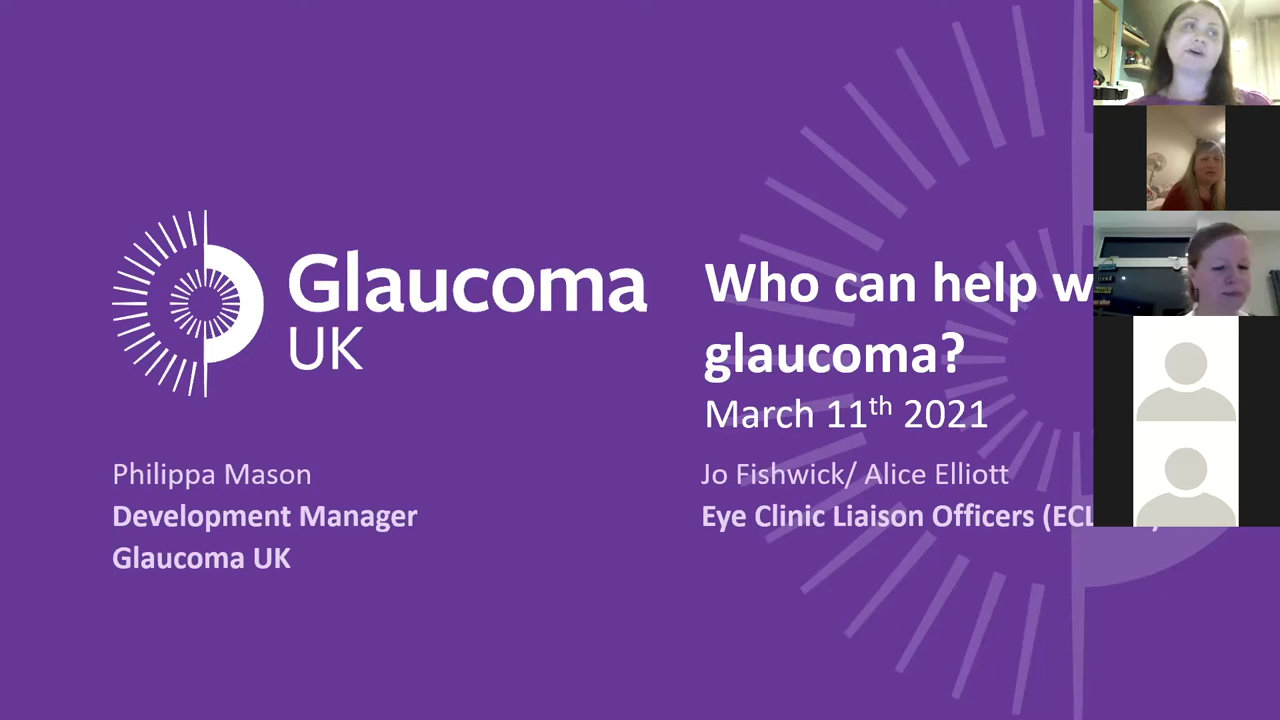 Glaucoma
UK
Who can help w
glaucoma?
March 11th 2021
Philippa Mason
Development Manager
Glaucoma UK
Jo Fishwick/ Alice Elliott
Eye Clinic Liaison Officers (ECL